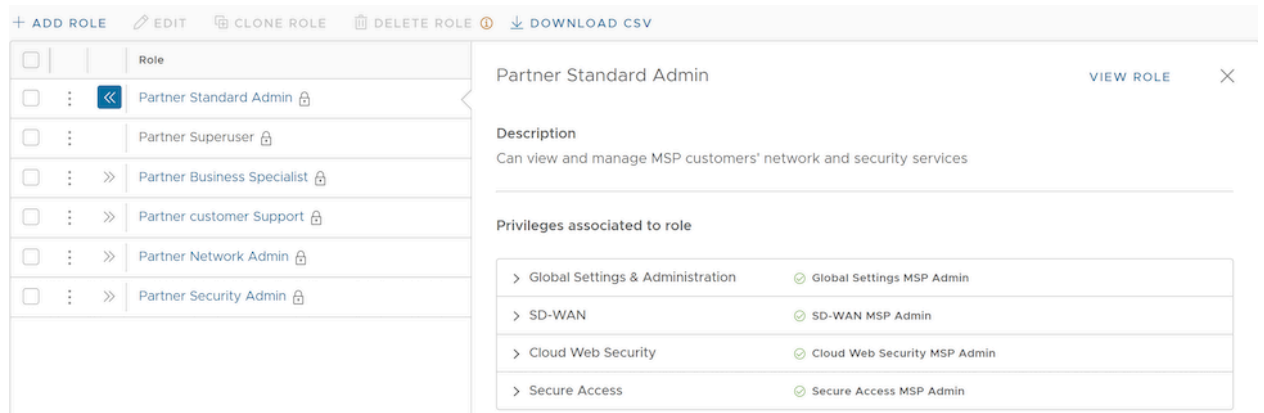 + ADD ROLE EDIT CLONE ROLE DELETE ROLE DOWNLOAD CSV
Role
Partner Standard Admin
Partner Superuser
Partner Business Specialist
Partner customer Support
Partner Network Admin
Partner Security Admin
Partner Standard Admin VIEW ROLE
Description
Can view and manage MSP customers' network and security services
Privileges associated to role
Global Settings & Administration Global Settings MSP Admin
SD-WAN SD-WAN MSP Admin
Cloud Web Security Cloud Web Security MSP Admin
Secure Access Secure Access MSP Admin